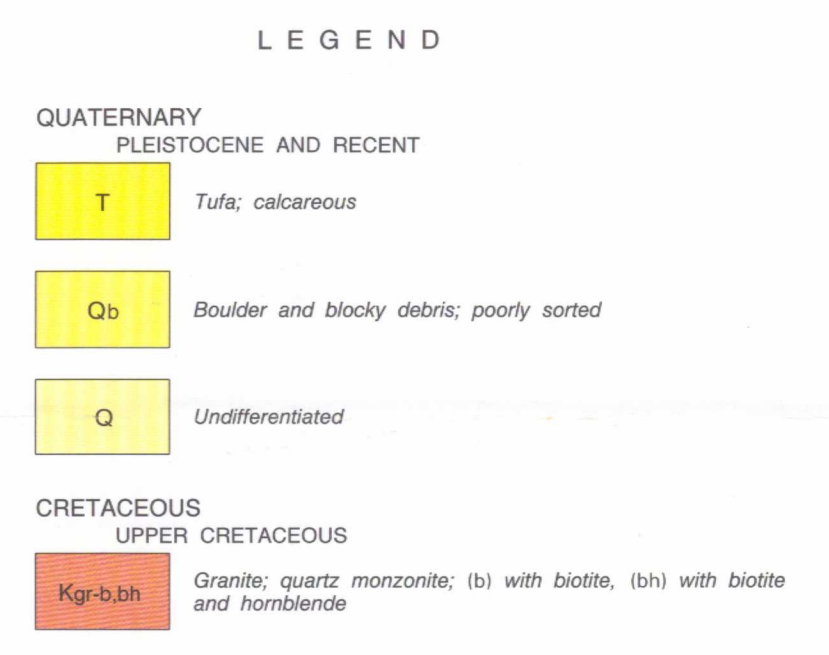 LEGEND
QUATERNARY
PLEISTOCENE AND RECENT
T
Tufa; calcareous
Qb
Boulder and blocky debris; poorly sorted
Q
Undifferentiated
CRETACEOUS
UPPER CRETACEOUS
Kgr-b,bh
Granite; quartz monzonite; (b) with biotite, (bh) with biotite
and hornblende